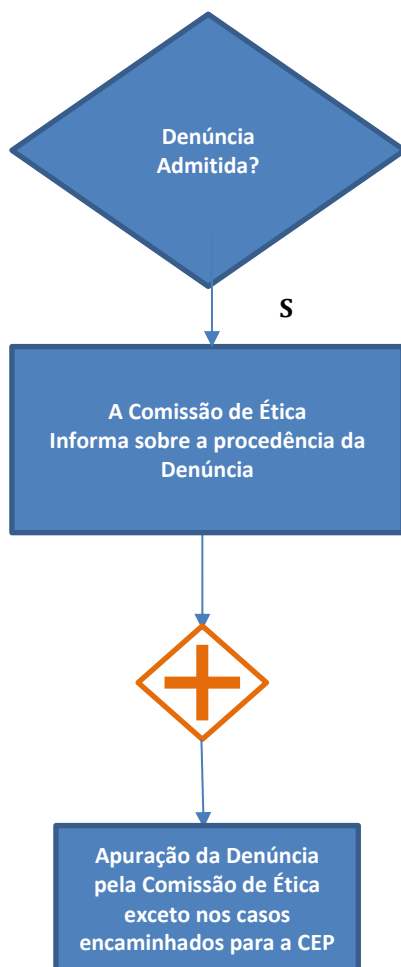 Denúncia
Admitida?
S
A Comissão de Ética
Informa sobre a procedência da
Denúncia
Apuração da Denúncia
pela Comissão de Ética
exceto nos casos
encaminhados para a CEP